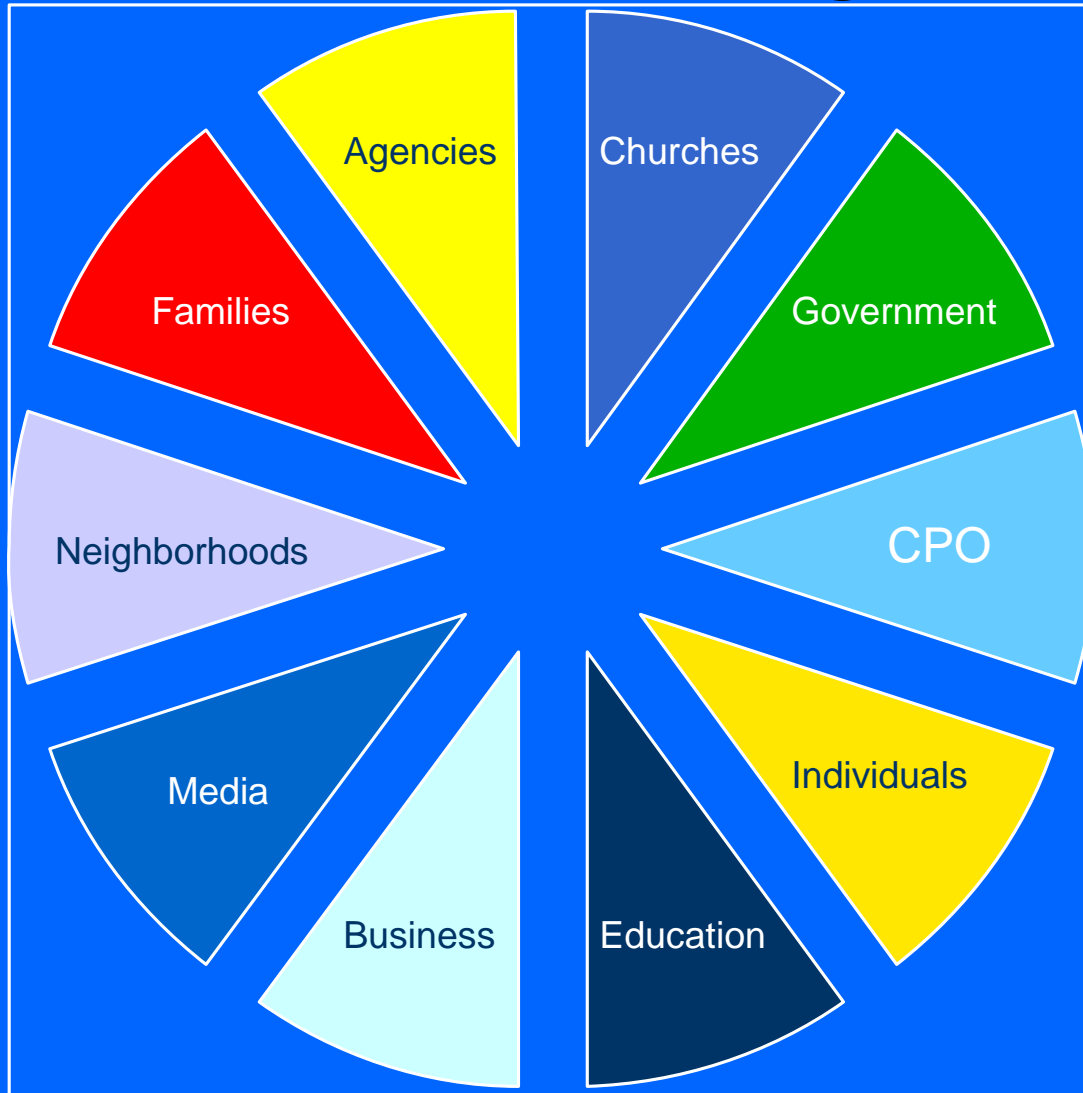 Agencies
Churches
Families
Government
Neighborhoods
CPO
Media
Individuals
Business
Education